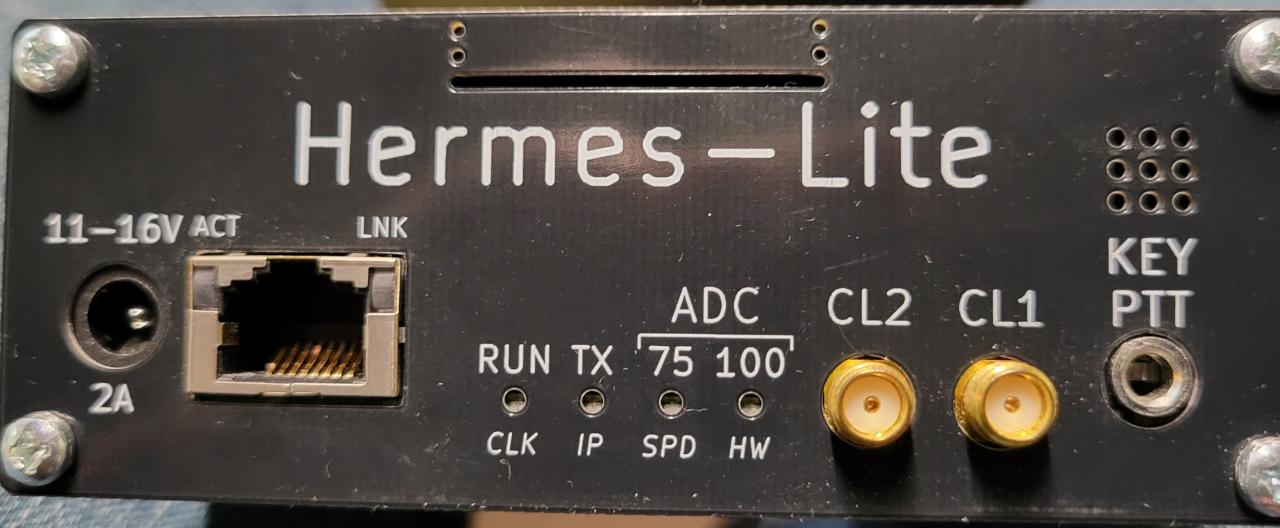 Hermes-Lite
11-16V ACT LNK
2A
KEY
PTT
ADC
75 100
RUN TX
CLK IP SPD HW
CL2 CL1